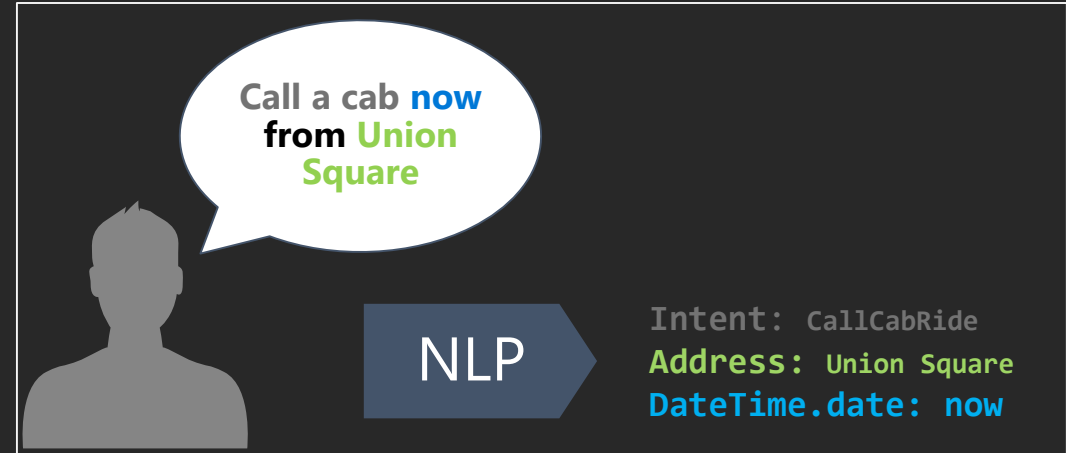 Call a cab now
from Union
Square
NLP
Intent: CallCabRide
Address: Union Square
DateTime.date: now